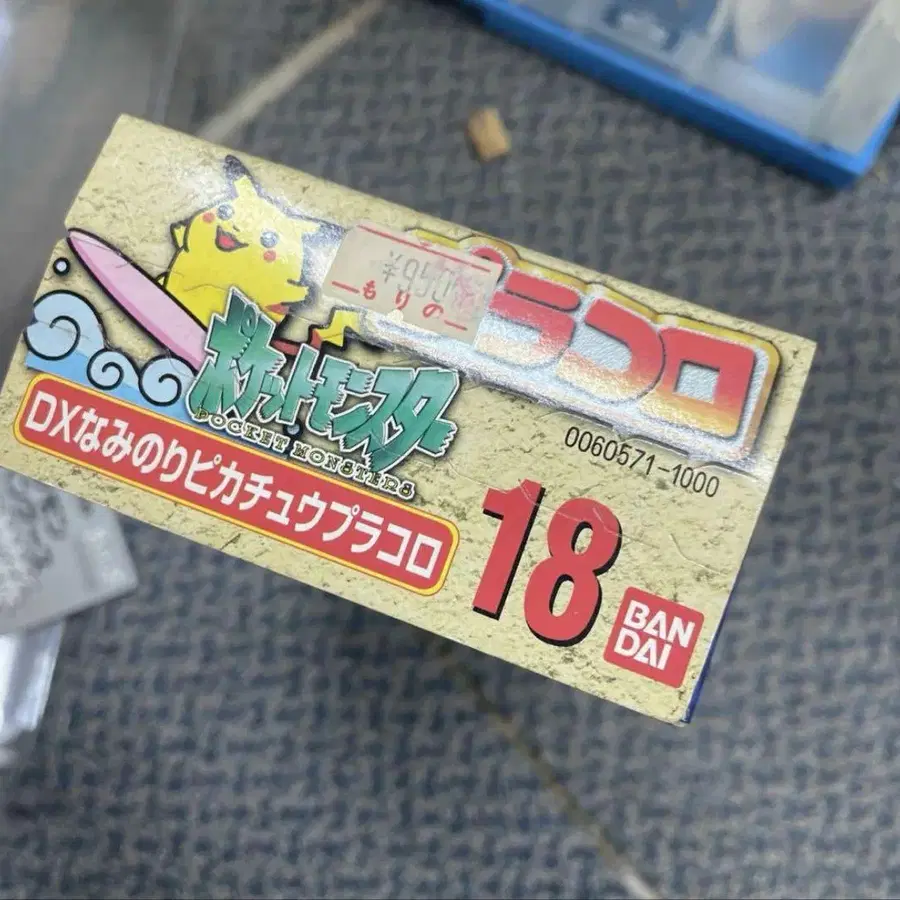 ¥950
もりの
ラコロ
ポケットモンスター
POCKET MONSTERS
0060571-1000
DXなみのりピカチュウプラコロ
18
BAN
DAI